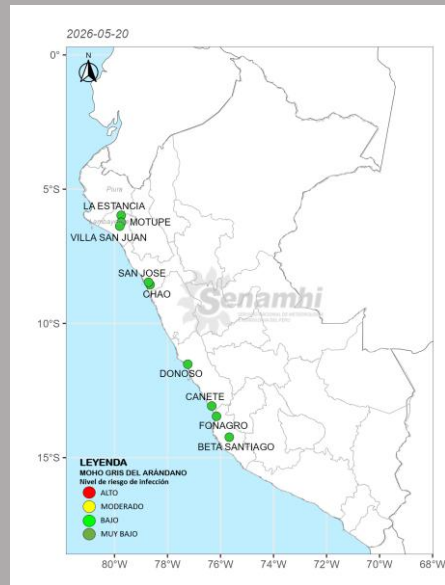 2026-05-20
N
0°
5°S
10°S
15°S
Piura
LA ESTANCIA
MOTUPE
VILLA SAN JUAN
SAN JOSE
CHAO
Senamhi
DONOSO
CANETE
FONAGRO
BETA SANTIAGO
LEYENDA
MOHO GRIS DEL ARÁNDANO
Nivel de riesgo de infección
ALTO
MODERADO
BAJO
MUY BAJO
80°W 78°W 76°W 74°W 72°W 70°W 68°W